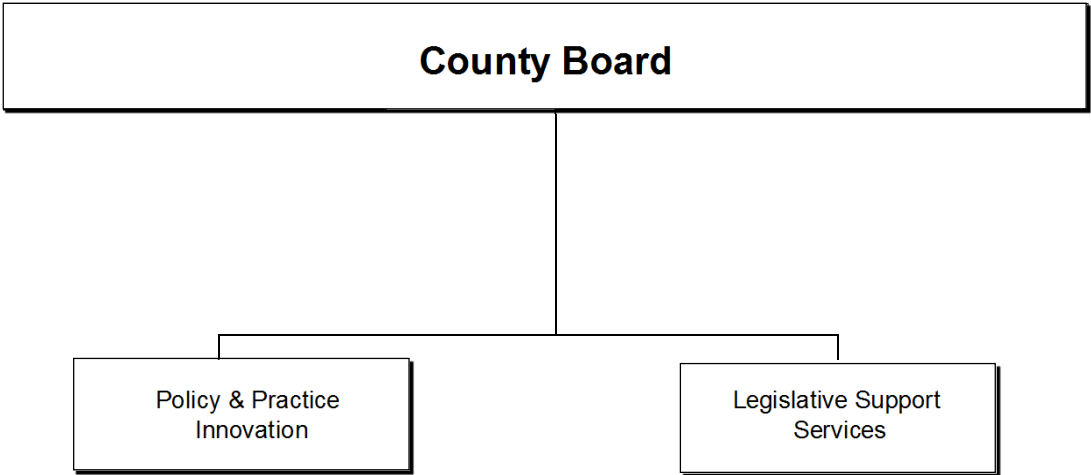 County Board
Policy & Practice
Innovation
Legislative Support
Services